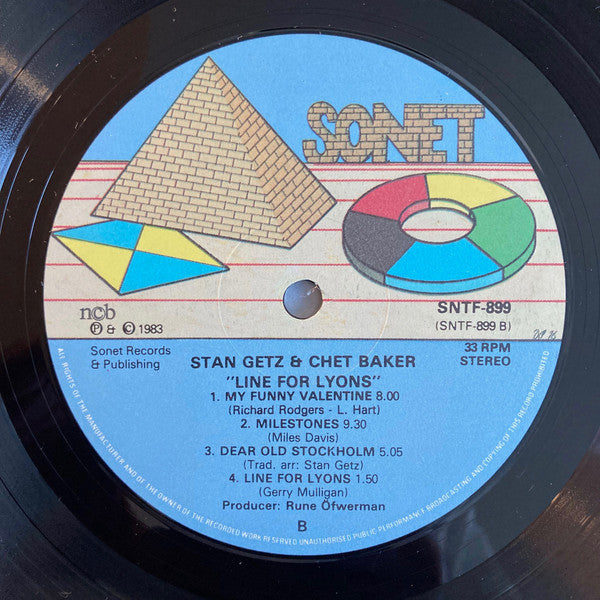 SONET
SNTF-899
(SNTF-899 B)
ncb
℗ & © 1983
Sonet Records
& Publishing
33 RPM
STEREO
STAN GETZ & CHET BAKER
"LINE FOR LYONS"
1. MY FUNNY VALENTINE 8.00
(Richard Rodgers - L. Hart)
2. MILESTONES 9.30
(Miles Davis)
3. DEAR OLD STOCKHOLM 5.05
(Trad. arr: Stan Getz)
4. LINE FOR LYONS 1.50
(Gerry Mulligan)
Producer: Rune Öfwerman
B
ALL RIGHTS OF THE MANUFACTURER AND OF THE OWNER OF THE RECORDED WORK RESERVED UNAUTHORISED PUBLIC PERFORMANCE BROADCASTING AND COPYING OF THIS RECORD PROHIBITED